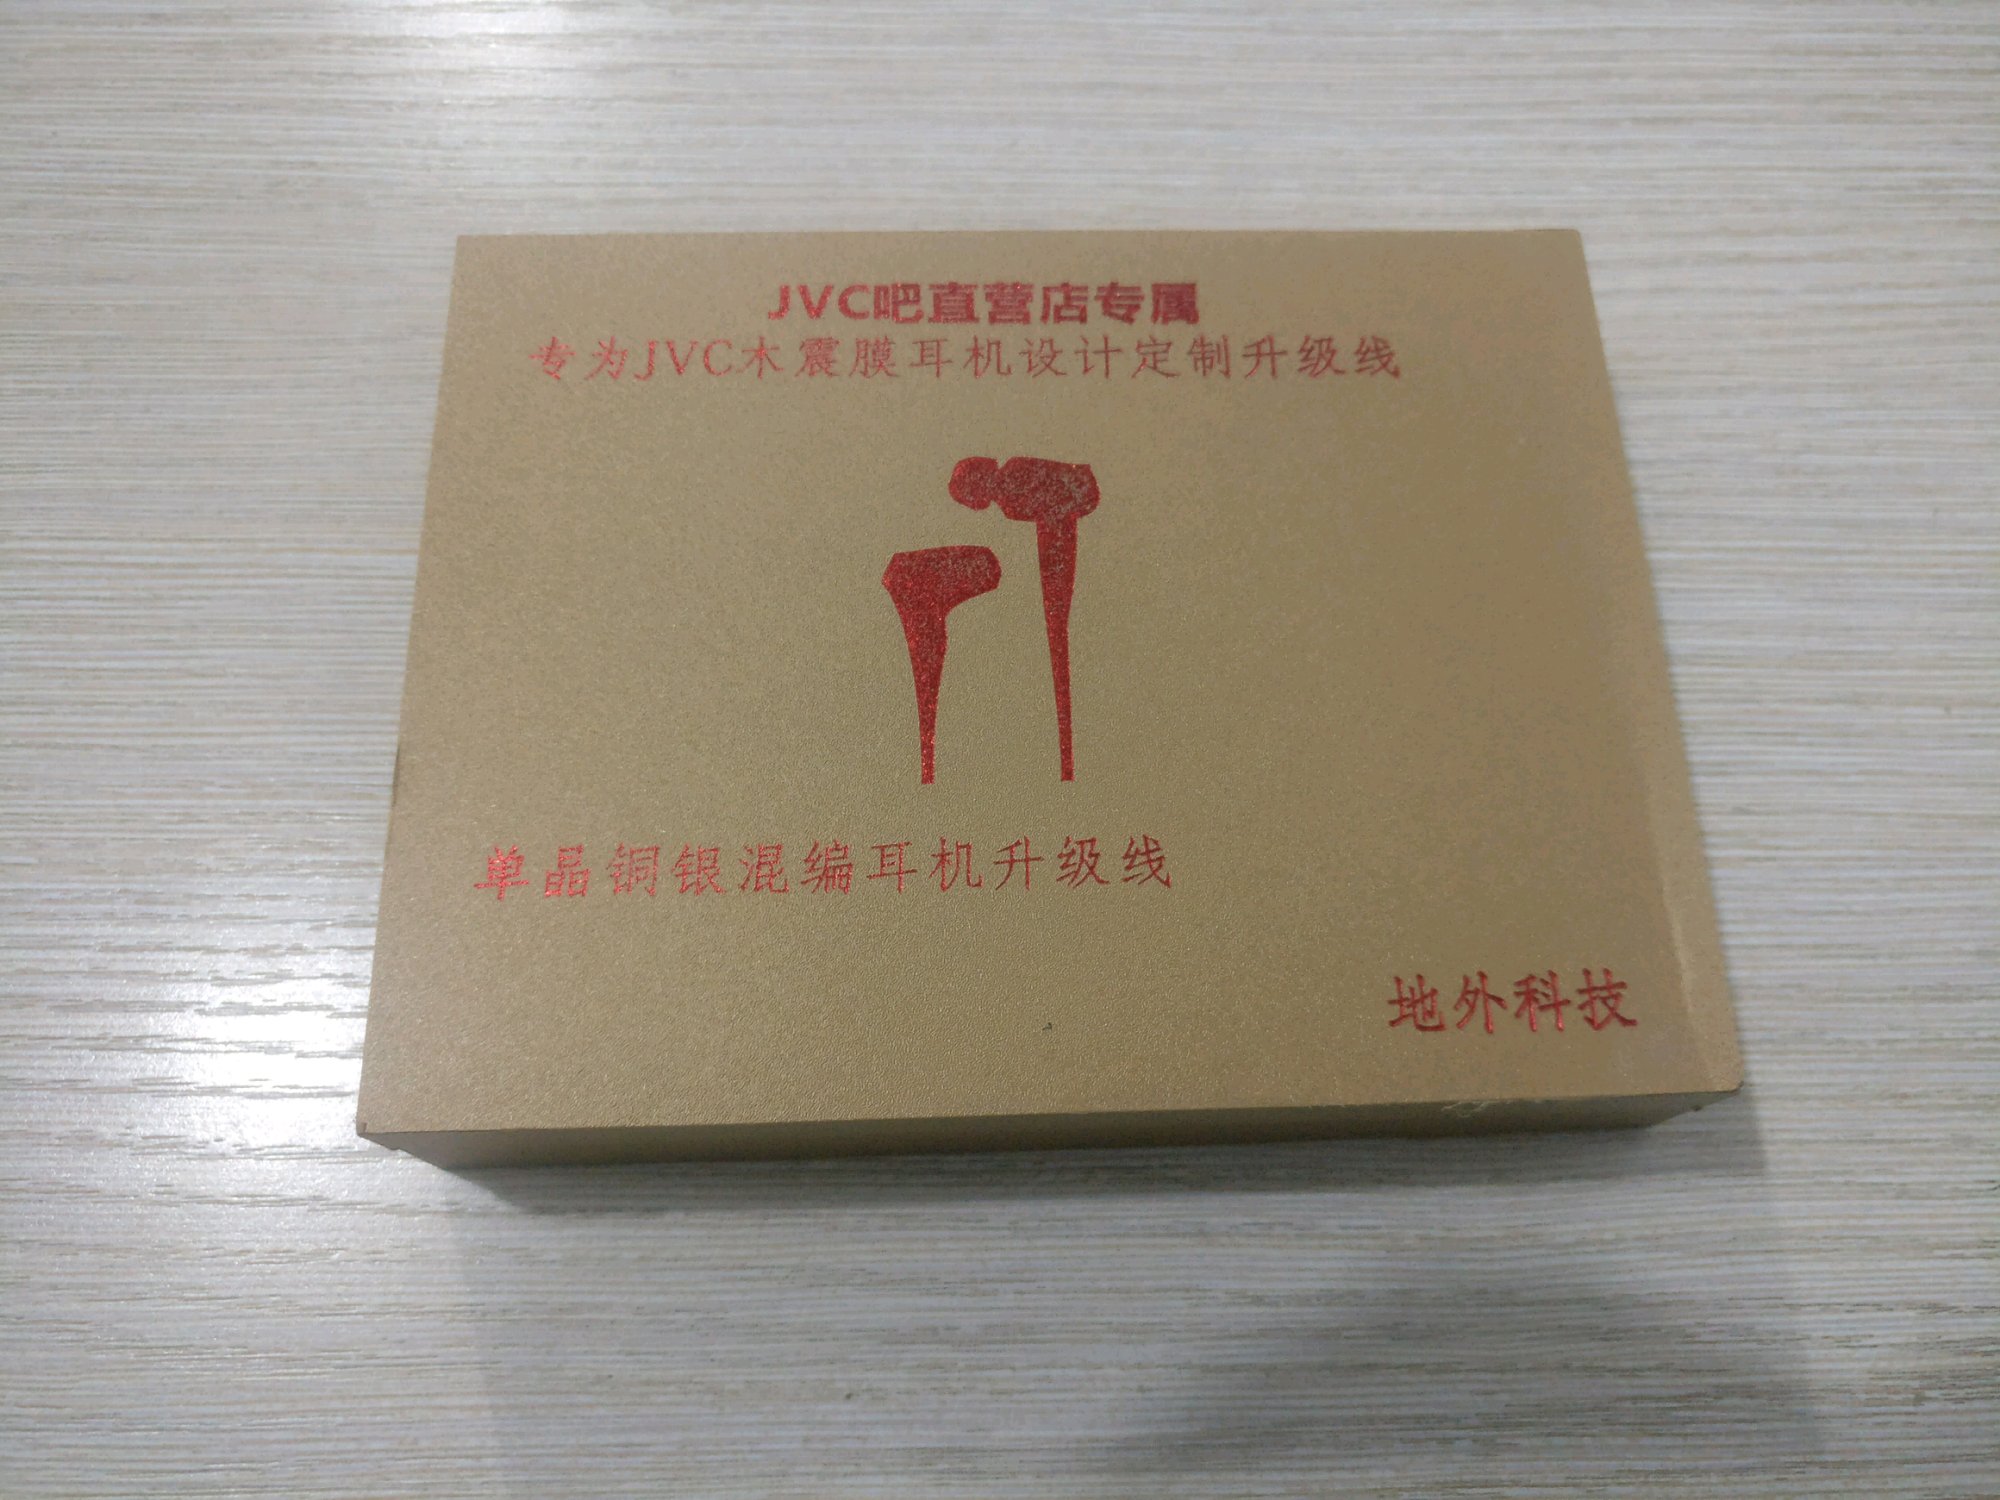 JVC吧直营店专属
专为JVC木震膜耳机设计定制升级线
单晶铜银混编耳机升级线
地外科技